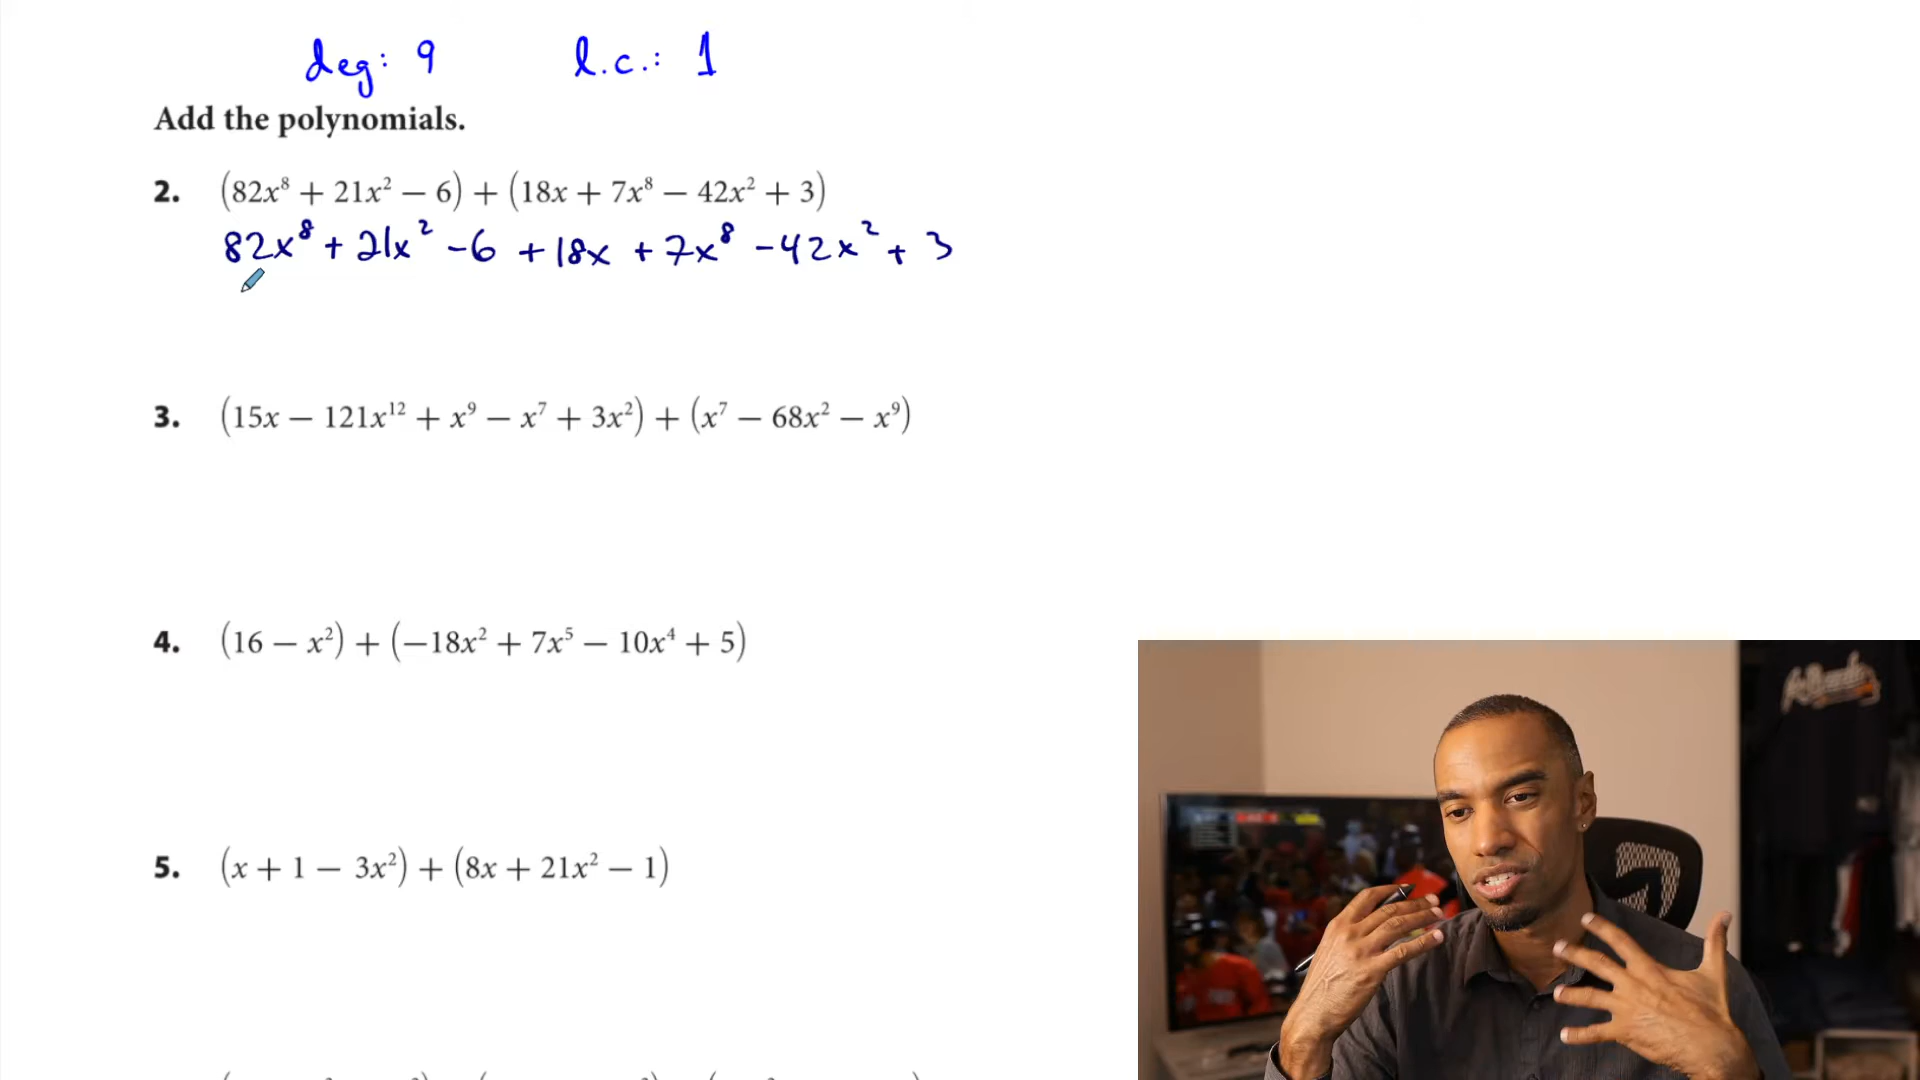 deg: 9 l.c.: 1
Add the polynomials.
2. (82x⁸ + 21x² − 6) + (18x + 7x⁸ − 42x² + 3)
82x⁸ + 21x² - 6 + 18x + 7x⁸ - 42x² + 3
3. (15x − 121x¹² + x⁹ − x⁷ + 3x²) + (x⁷ − 68x² − x⁹)
4. (16 − x²) + (−18x² + 7x⁵ − 10x⁴ + 5)
5. (x + 1 − 3x²) + (8x + 21x² − 1)